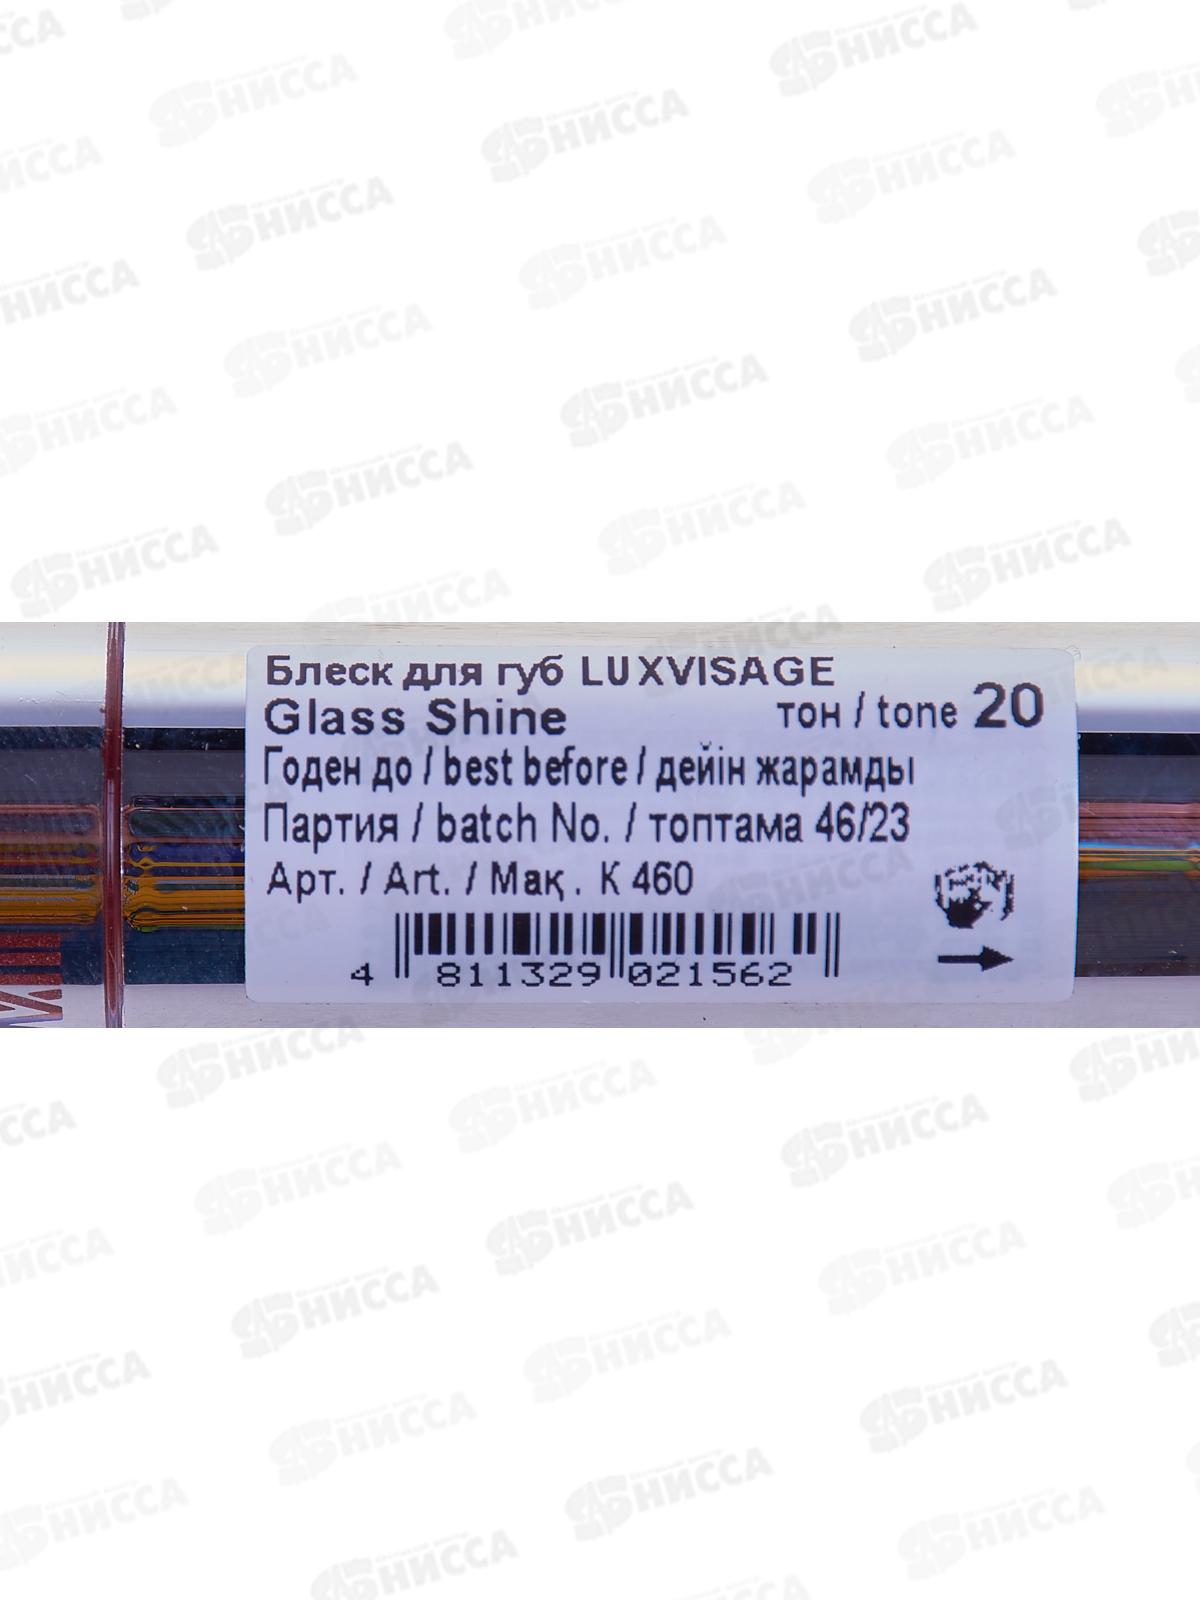 Блеск для губ LUXVISAGE
Glass Shine тон / tone 20
Годен до / best before / дейін жарамды
Партия / batch No. / топтама 46/23
Арт. / Art. / Мақ. К 460
4 811329 021562
НИССА